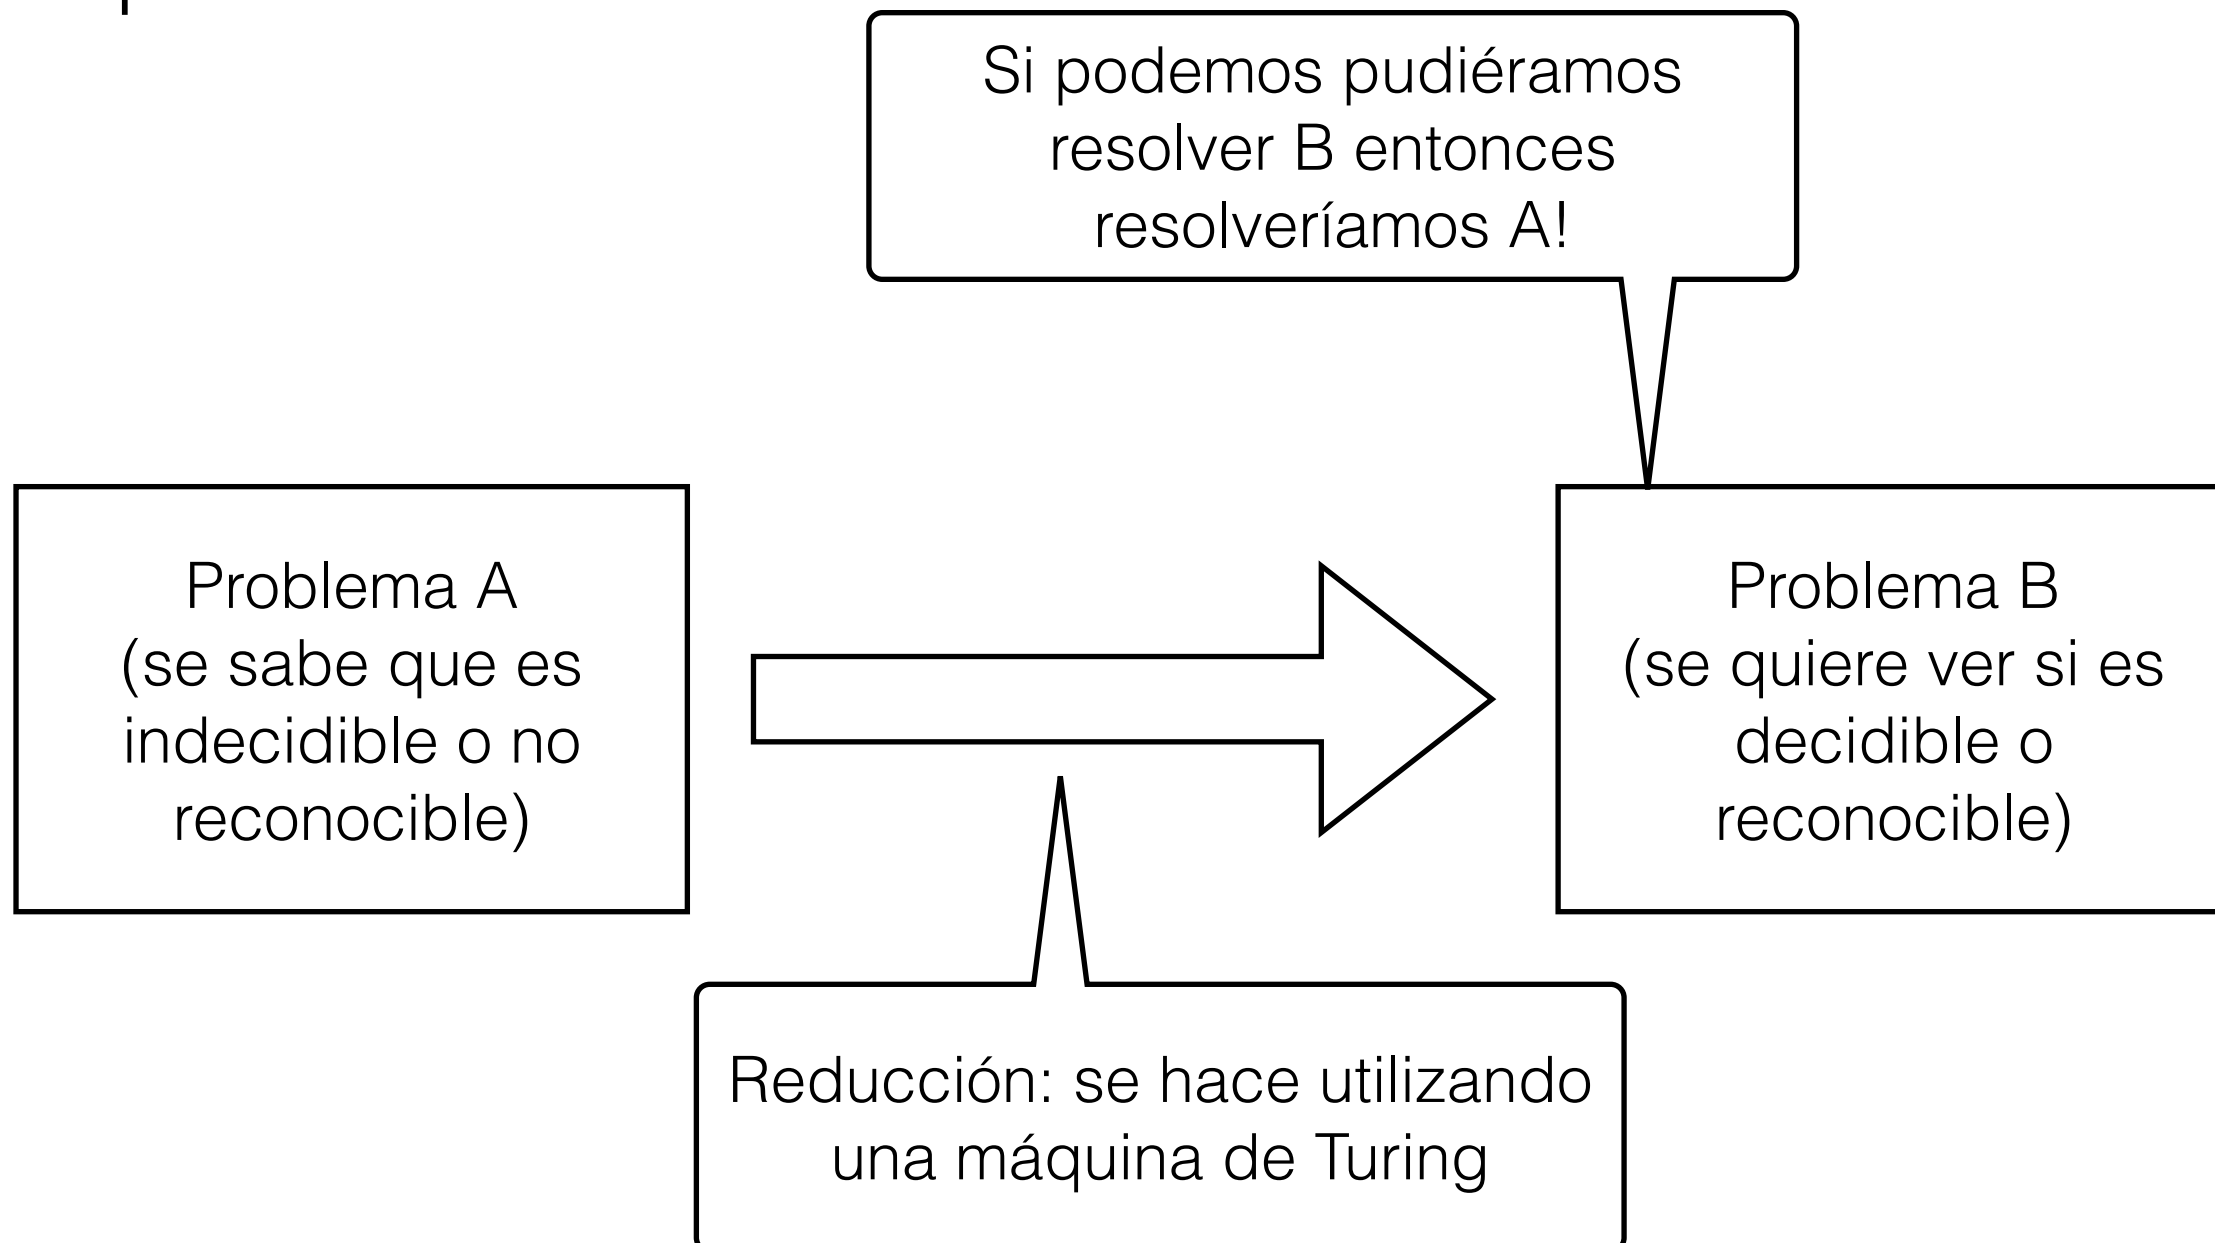 Si podemos pudiéramos
resolver B entonces
resolveríamos A!
Problema A
(se sabe que es
indecidible o no
reconocible)
Problema B
(se quiere ver si es
decidible o
reconocible)
Reducción: se hace utilizando
una máquina de Turing